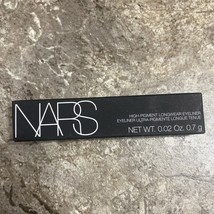 NARS
HIGH-PIGMENT LONGWEAR EYELINER
EYELINER ULTRA-PIGMENTÉ LONGUE TENUE
NET WT. 0.02 Oz. 0.7 g